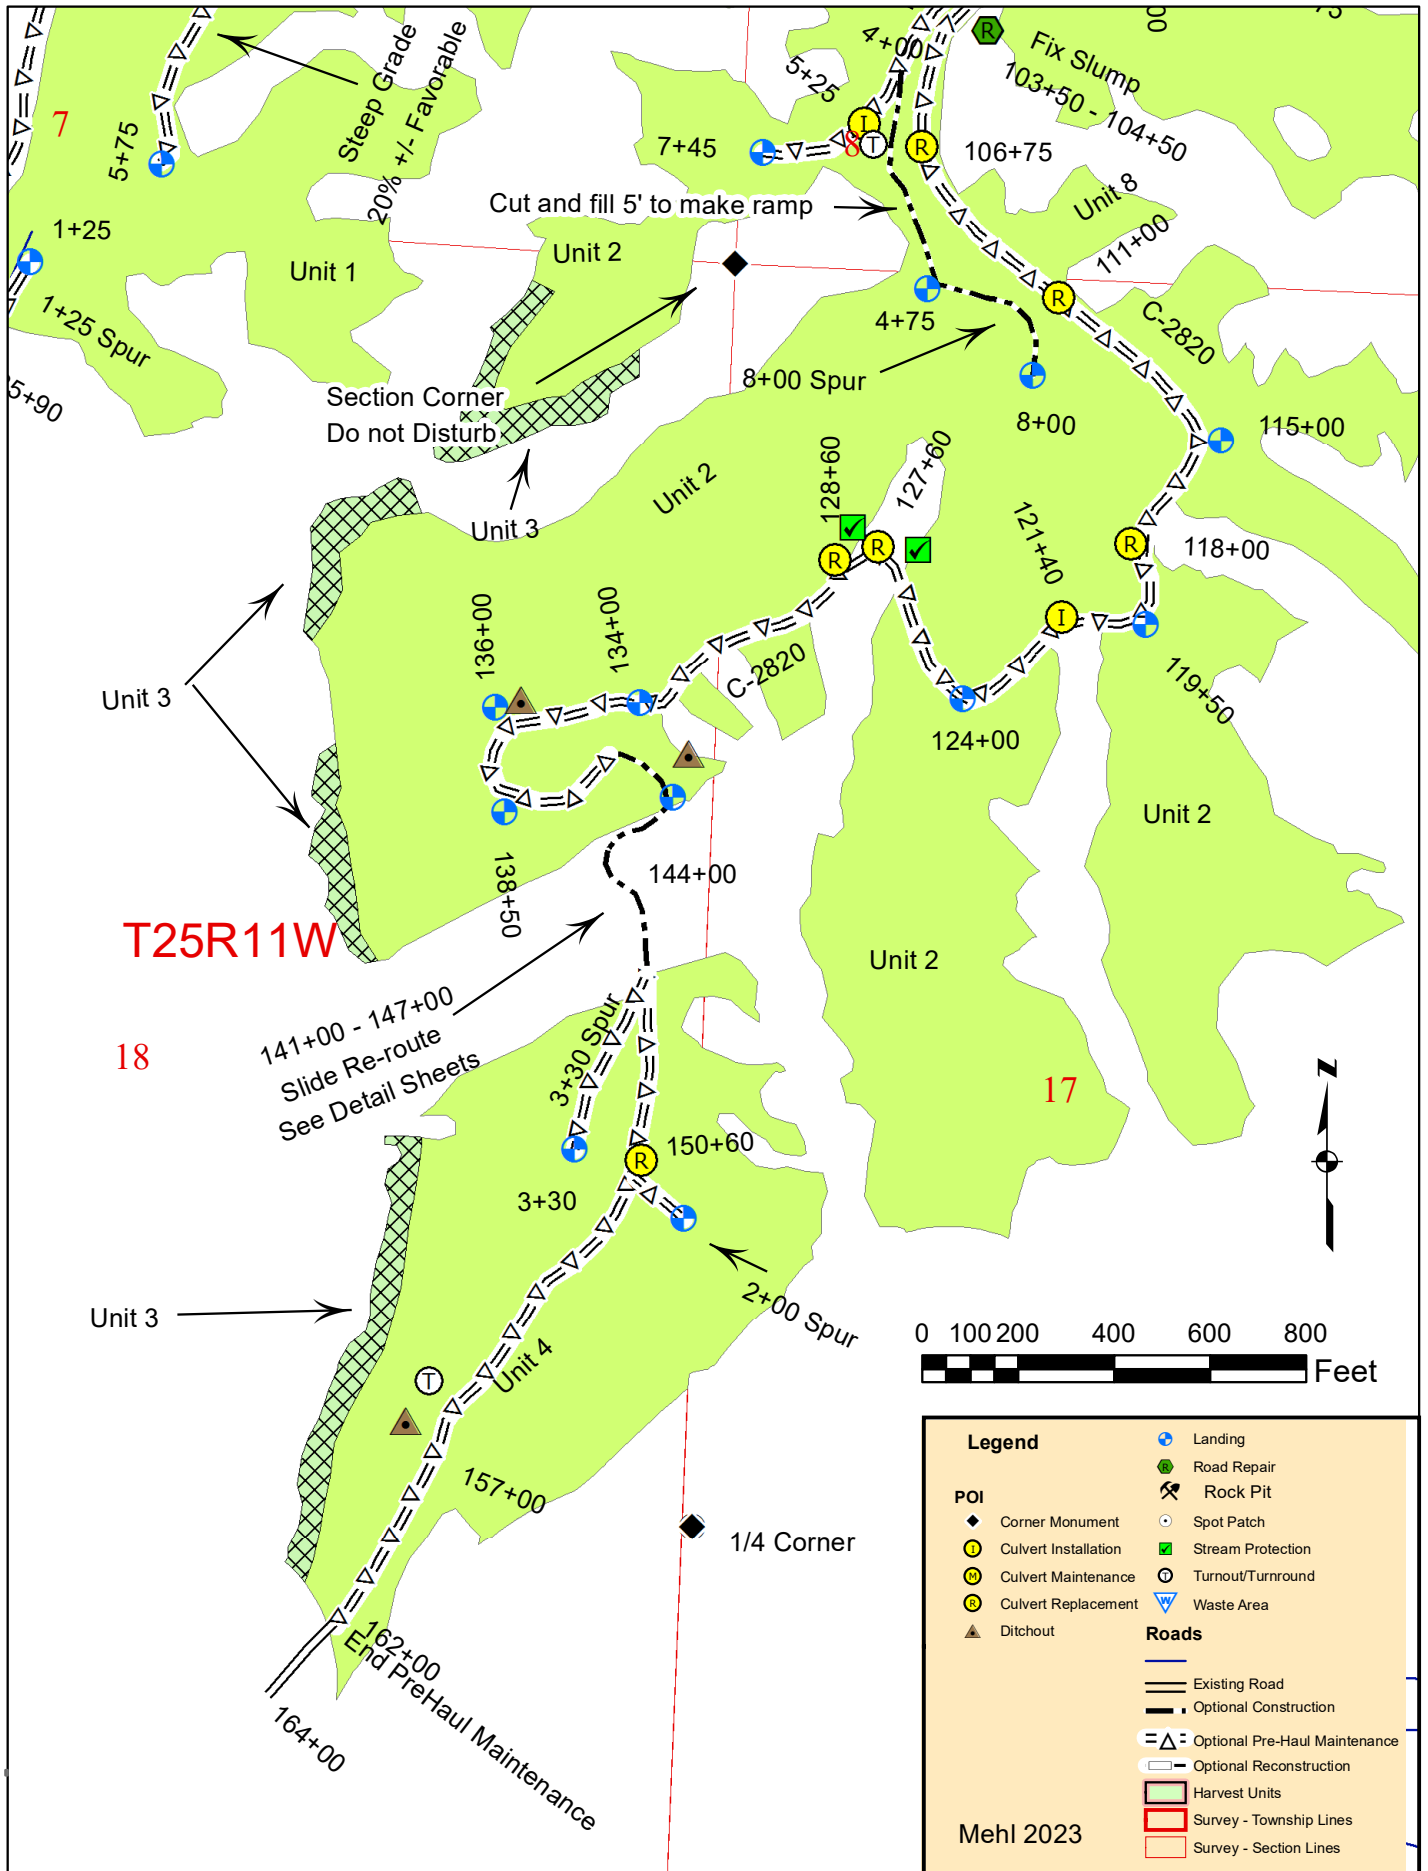 4+00
Fix Slump
103+50 - 104+50
5+25
Steep Grade
20% +/- Favorable
7
5+75
7+45
I
8
T
R
R
106+75
Cut and fill 5' to make ramp
Unit 8
1+25
Unit 1
Unit 2
111+00
R
1+25 Spur
4+75
C-2820
8+00 Spur
Section Corner
Do not Disturb
5+90
8+00
115+00
Unit 2
128+60
127+60
Unit 3
121+40
R
118+00
R
R
I
136+00
134+00
Unit 3
C-2820
119+50
124+00
Unit 2
138+50
144+00
T25R11W
Unit 2
141+00 - 147+00
Slide Re-route
See Detail Sheets
18
3+30 Spur
17
z
R
150+60
3+30
2+00 Spur
Unit 3
Unit 4
T
0 100 200 400 600 800
Feet
157+00
1/4 Corner
162+00
End PreHaul Maintenance
164+00
Legend
POI
Corner Monument
I Culvert Installation
M Culvert Maintenance
R Culvert Replacement
Ditchout
Landing
R Road Repair
Rock Pit
Spot Patch
Stream Protection
T Turnout/Turnround
W Waste Area
Roads
Existing Road
Optional Construction
Optional Pre-Haul Maintenance
Optional Reconstruction
Harvest Units
Survey - Township Lines
Survey - Section Lines
Mehl 2023